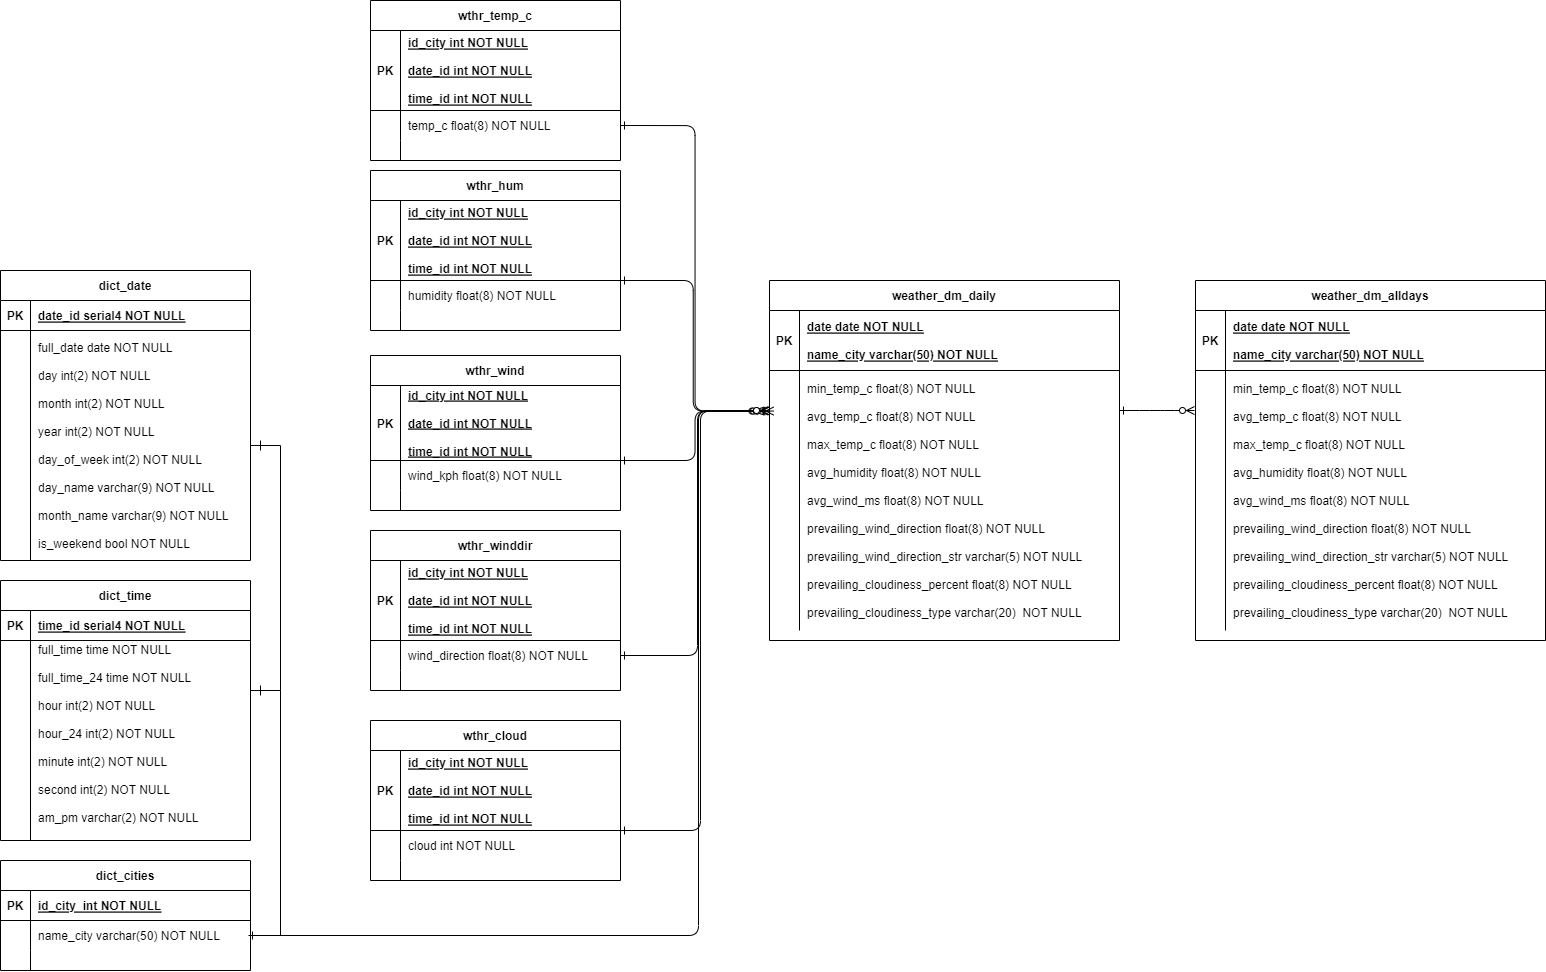 wthr_temp_c
id_city int NOT NULL
PK
date_id int NOT NULL
time_id int NOT NULL
temp_c float(8) NOT NULL
wthr_hum
id_city int NOT NULL
PK
date_id int NOT NULL
time_id int NOT NULL
humidity float(8) NOT NULL
wthr_wind
id_city int NOT NULL
PK
date_id int NOT NULL
time_id int NOT NULL
wind_kph float(8) NOT NULL
wthr_winddir
id_city int NOT NULL
PK
date_id int NOT NULL
time_id int NOT NULL
wind_direction float(8) NOT NULL
wthr_cloud
id_city int NOT NULL
PK
date_id int NOT NULL
time_id int NOT NULL
cloud int NOT NULL
dict_date
PK
date_id serial4 NOT NULL
full_date date NOT NULL
day int(2) NOT NULL
month int(2) NOT NULL
year int(2) NOT NULL
day_of_week int(2) NOT NULL
day_name varchar(9) NOT NULL
month_name varchar(9) NOT NULL
is_weekend bool NOT NULL
dict_time
PK
time_id serial4 NOT NULL
full_time time NOT NULL
full_time_24 time NOT NULL
hour int(2) NOT NULL
hour_24 int(2) NOT NULL
minute int(2) NOT NULL
second int(2) NOT NULL
am_pm varchar(2) NOT NULL
dict_cities
PK
id_city int NOT NULL
name_city varchar(50) NOT NULL
weather_dm_daily
date date NOT NULL
PK
name_city varchar(50) NOT NULL
min_temp_c float(8) NOT NULL
avg_temp_c float(8) NOT NULL
max_temp_c float(8) NOT NULL
avg_humidity float(8) NOT NULL
avg_wind_ms float(8) NOT NULL
prevailing_wind_direction float(8) NOT NULL
prevailing_wind_direction_str varchar(5) NOT NULL
prevailing_cloudiness_percent float(8) NOT NULL
prevailing_cloudiness_type varchar(20) NOT NULL
weather_dm_alldays
date date NOT NULL
PK
name_city varchar(50) NOT NULL
min_temp_c float(8) NOT NULL
avg_temp_c float(8) NOT NULL
max_temp_c float(8) NOT NULL
avg_humidity float(8) NOT NULL
avg_wind_ms float(8) NOT NULL
prevailing_wind_direction float(8) NOT NULL
prevailing_wind_direction_str varchar(5) NOT NULL
prevailing_cloudiness_percent float(8) NOT NULL
prevailing_cloudiness_type varchar(20) NOT NULL